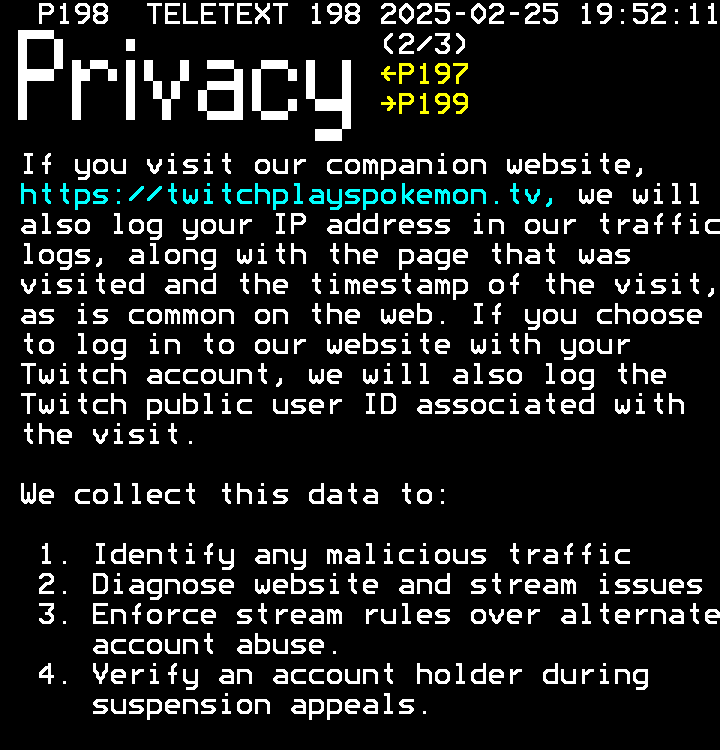 P198  TELETEXT 198 2025-02-25 19:52:11
Privacy
(2/3)
←P197
→P199
If you visit our companion website,
https://twitchplayspokemon.tv, we will
also log your IP address in our traffic
logs, along with the page that was
visited and the timestamp of the visit,
as is common on the web. If you choose
to log in to our website with your
Twitch account, we will also log the
Twitch public user ID associated with
the visit.
We collect this data to:
1. Identify any malicious traffic
2. Diagnose website and stream issues
3. Enforce stream rules over alternate
account abuse.
4. Verify an account holder during
suspension appeals.